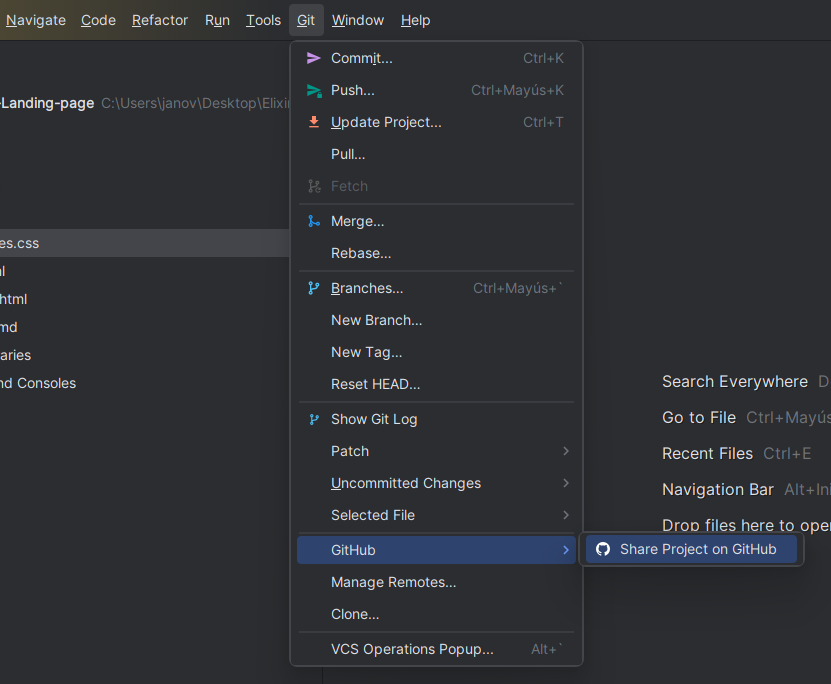 Navigate Code Refactor Run Tools Git Window Help
Commit... Ctrl+K
-Landing-page C:\Users\janov\Desktop\Elixi
Push... Ctrl+Mayús+K
Update Project... Ctrl+T
Pull...
Fetch
Merge...
es.css
Rebase...
html
Branches... Ctrl+Mayús+`
New Branch...
md
New Tag...
aries
nd Consoles
Reset HEAD...
Search Everywhere D
Show Git Log
Go to File Ctrl+Mayús
Patch
Recent Files Ctrl+E
Uncommitted Changes
Navigation Bar Alt+Ini
Selected File
Drop files here to open
GitHub
Share Project on GitHub
Manage Remotes...
Clone...
VCS Operations Popup... Alt+`